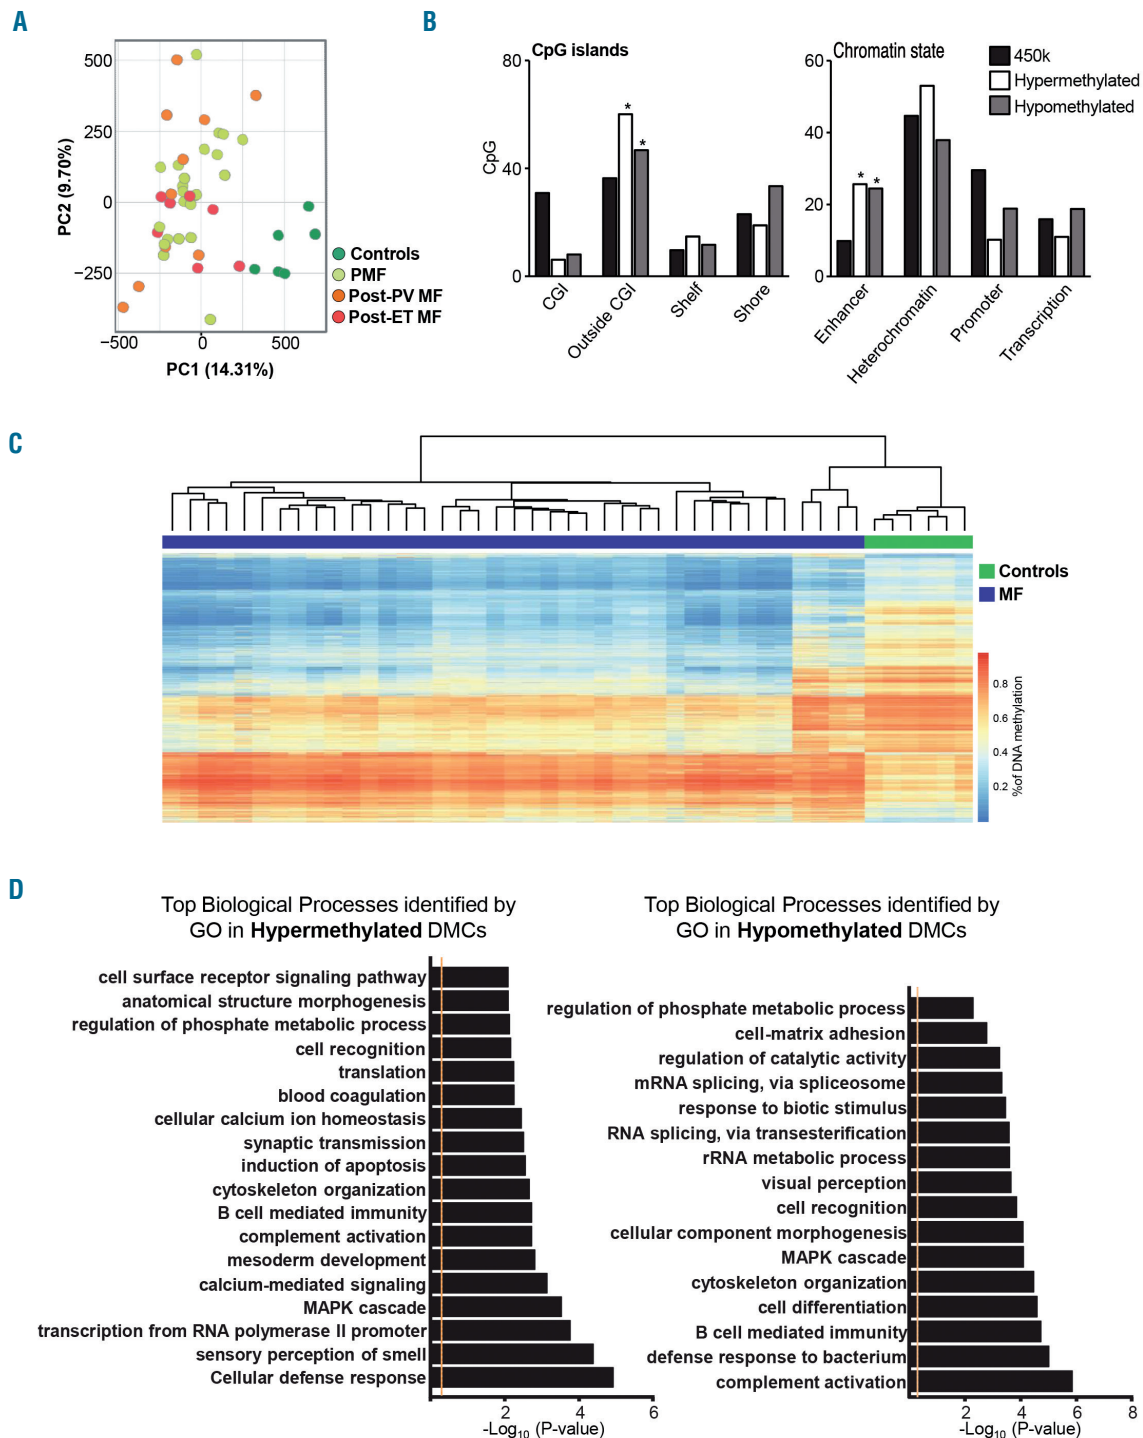 A
500
250
0
−250
−500
0
500
PC2 (9.70%)
PC1 (14.31%)
Controls
PMF
Post-PV MF
Post-ET MF
B
CpG islands
80
40
0
CpG
CGI
Outside CGI
Shelf
Shore
*
*
Chromatin state
60
40
20
0
* *
Enhancer
Heterochromatin
Promoter
Transcription
450k
Hypermethylated
Hypomethylated
C
Controls
MF
0.8
0.6
0.4
0.2
%of DNA methylation
D
Top Biological Processes identified by
GO in Hypermethylated DMCs
cell surface receptor signaling pathway
anatomical structure morphogenesis
regulation of phosphate metabolic process
cell recognition
translation
blood coagulation
cellular calcium ion homeostasis
synaptic transmission
induction of apoptosis
cytoskeleton organization
B cell mediated immunity
complement activation
mesoderm development
calcium-mediated signaling
MAPK cascade
transcription from RNA polymerase II promoter
sensory perception of smell
Cellular defense response
2 4 6
-Log10 (P-value)
Top Biological Processes identified by
GO in Hypomethylated DMCs
regulation of phosphate metabolic process
cell-matrix adhesion
regulation of catalytic activity
mRNA splicing, via spliceosome
response to biotic stimulus
RNA splicing, via transesterification
rRNA metabolic process
visual perception
cell recognition
cellular component morphogenesis
MAPK cascade
cytoskeleton organization
cell differentiation
B cell mediated immunity
defense response to bacterium
complement activation
2 4 6 8
-Log10 (P-value)